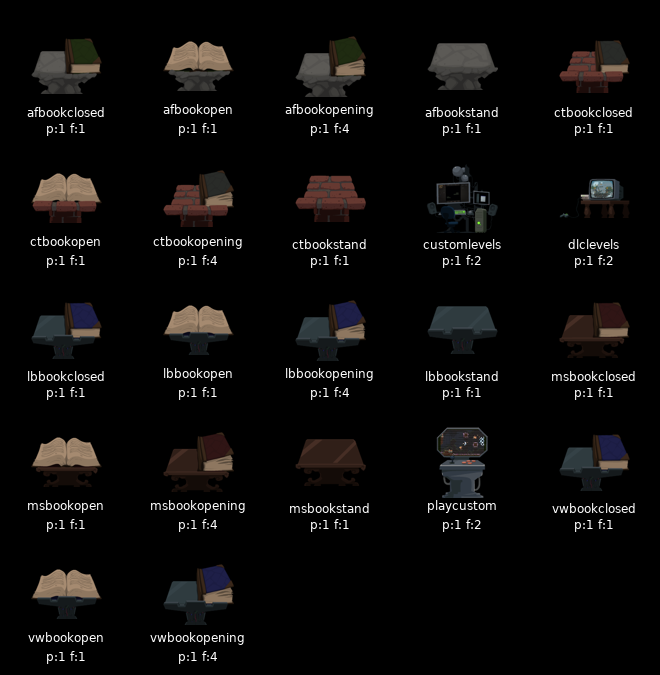 afbookclosed
p:1 f:1
afbookopen
p:1 f:1
afbookopening
p:1 f:4
afbookstand
p:1 f:1
ctbookclosed
p:1 f:1
ctbookopen
p:1 f:1
ctbookopening
p:1 f:4
ctbookstand
p:1 f:1
customlevels
p:1 f:2
dlclevels
p:1 f:2
lbbookclosed
p:1 f:1
lbbookopen
p:1 f:1
lbbookopening
p:1 f:4
lbbookstand
p:1 f:1
msbookclosed
p:1 f:1
msbookopen
p:1 f:1
msbookopening
p:1 f:4
msbookstand
p:1 f:1
playcustom
p:1 f:2
vwbookclosed
p:1 f:1
vwbookopen
p:1 f:1
vwbookopening
p:1 f:4